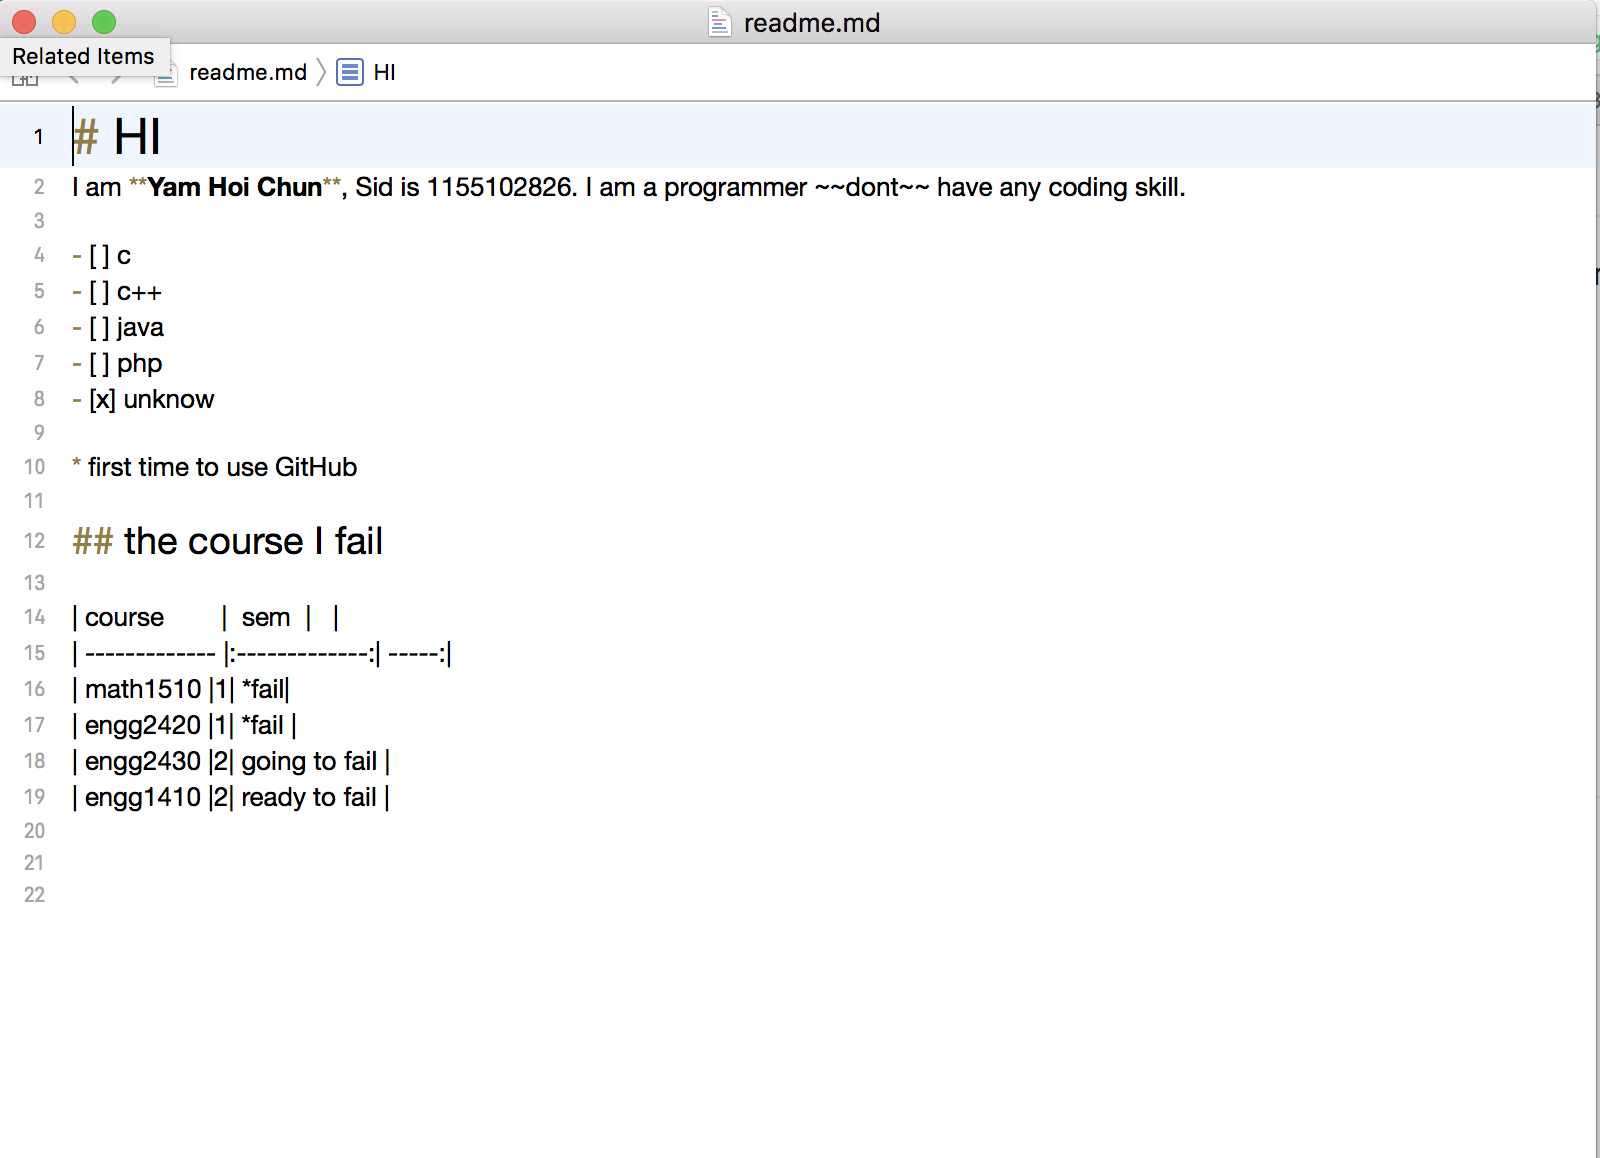 readme.md
Related Items
readme.md HI
1 # HI
2 I am **Yam Hoi Chun**, Sid is 1155102826. I am a programmer ~~dont~~ have any coding skill.
3
4 - [ ] c
5 - [ ] c++
6 - [ ] java
7 - [ ] php
8 - [x] unknow
9
10 * first time to use GitHub
11
12 ## the course I fail
13
14 | course | sem | |
15 | ------------- |:-------------:| -----:|
16 | math1510 |1| *fail|
17 | engg2420 |1| *fail |
18 | engg2430 |2| going to fail |
19 | engg1410 |2| ready to fail |
20
21
22